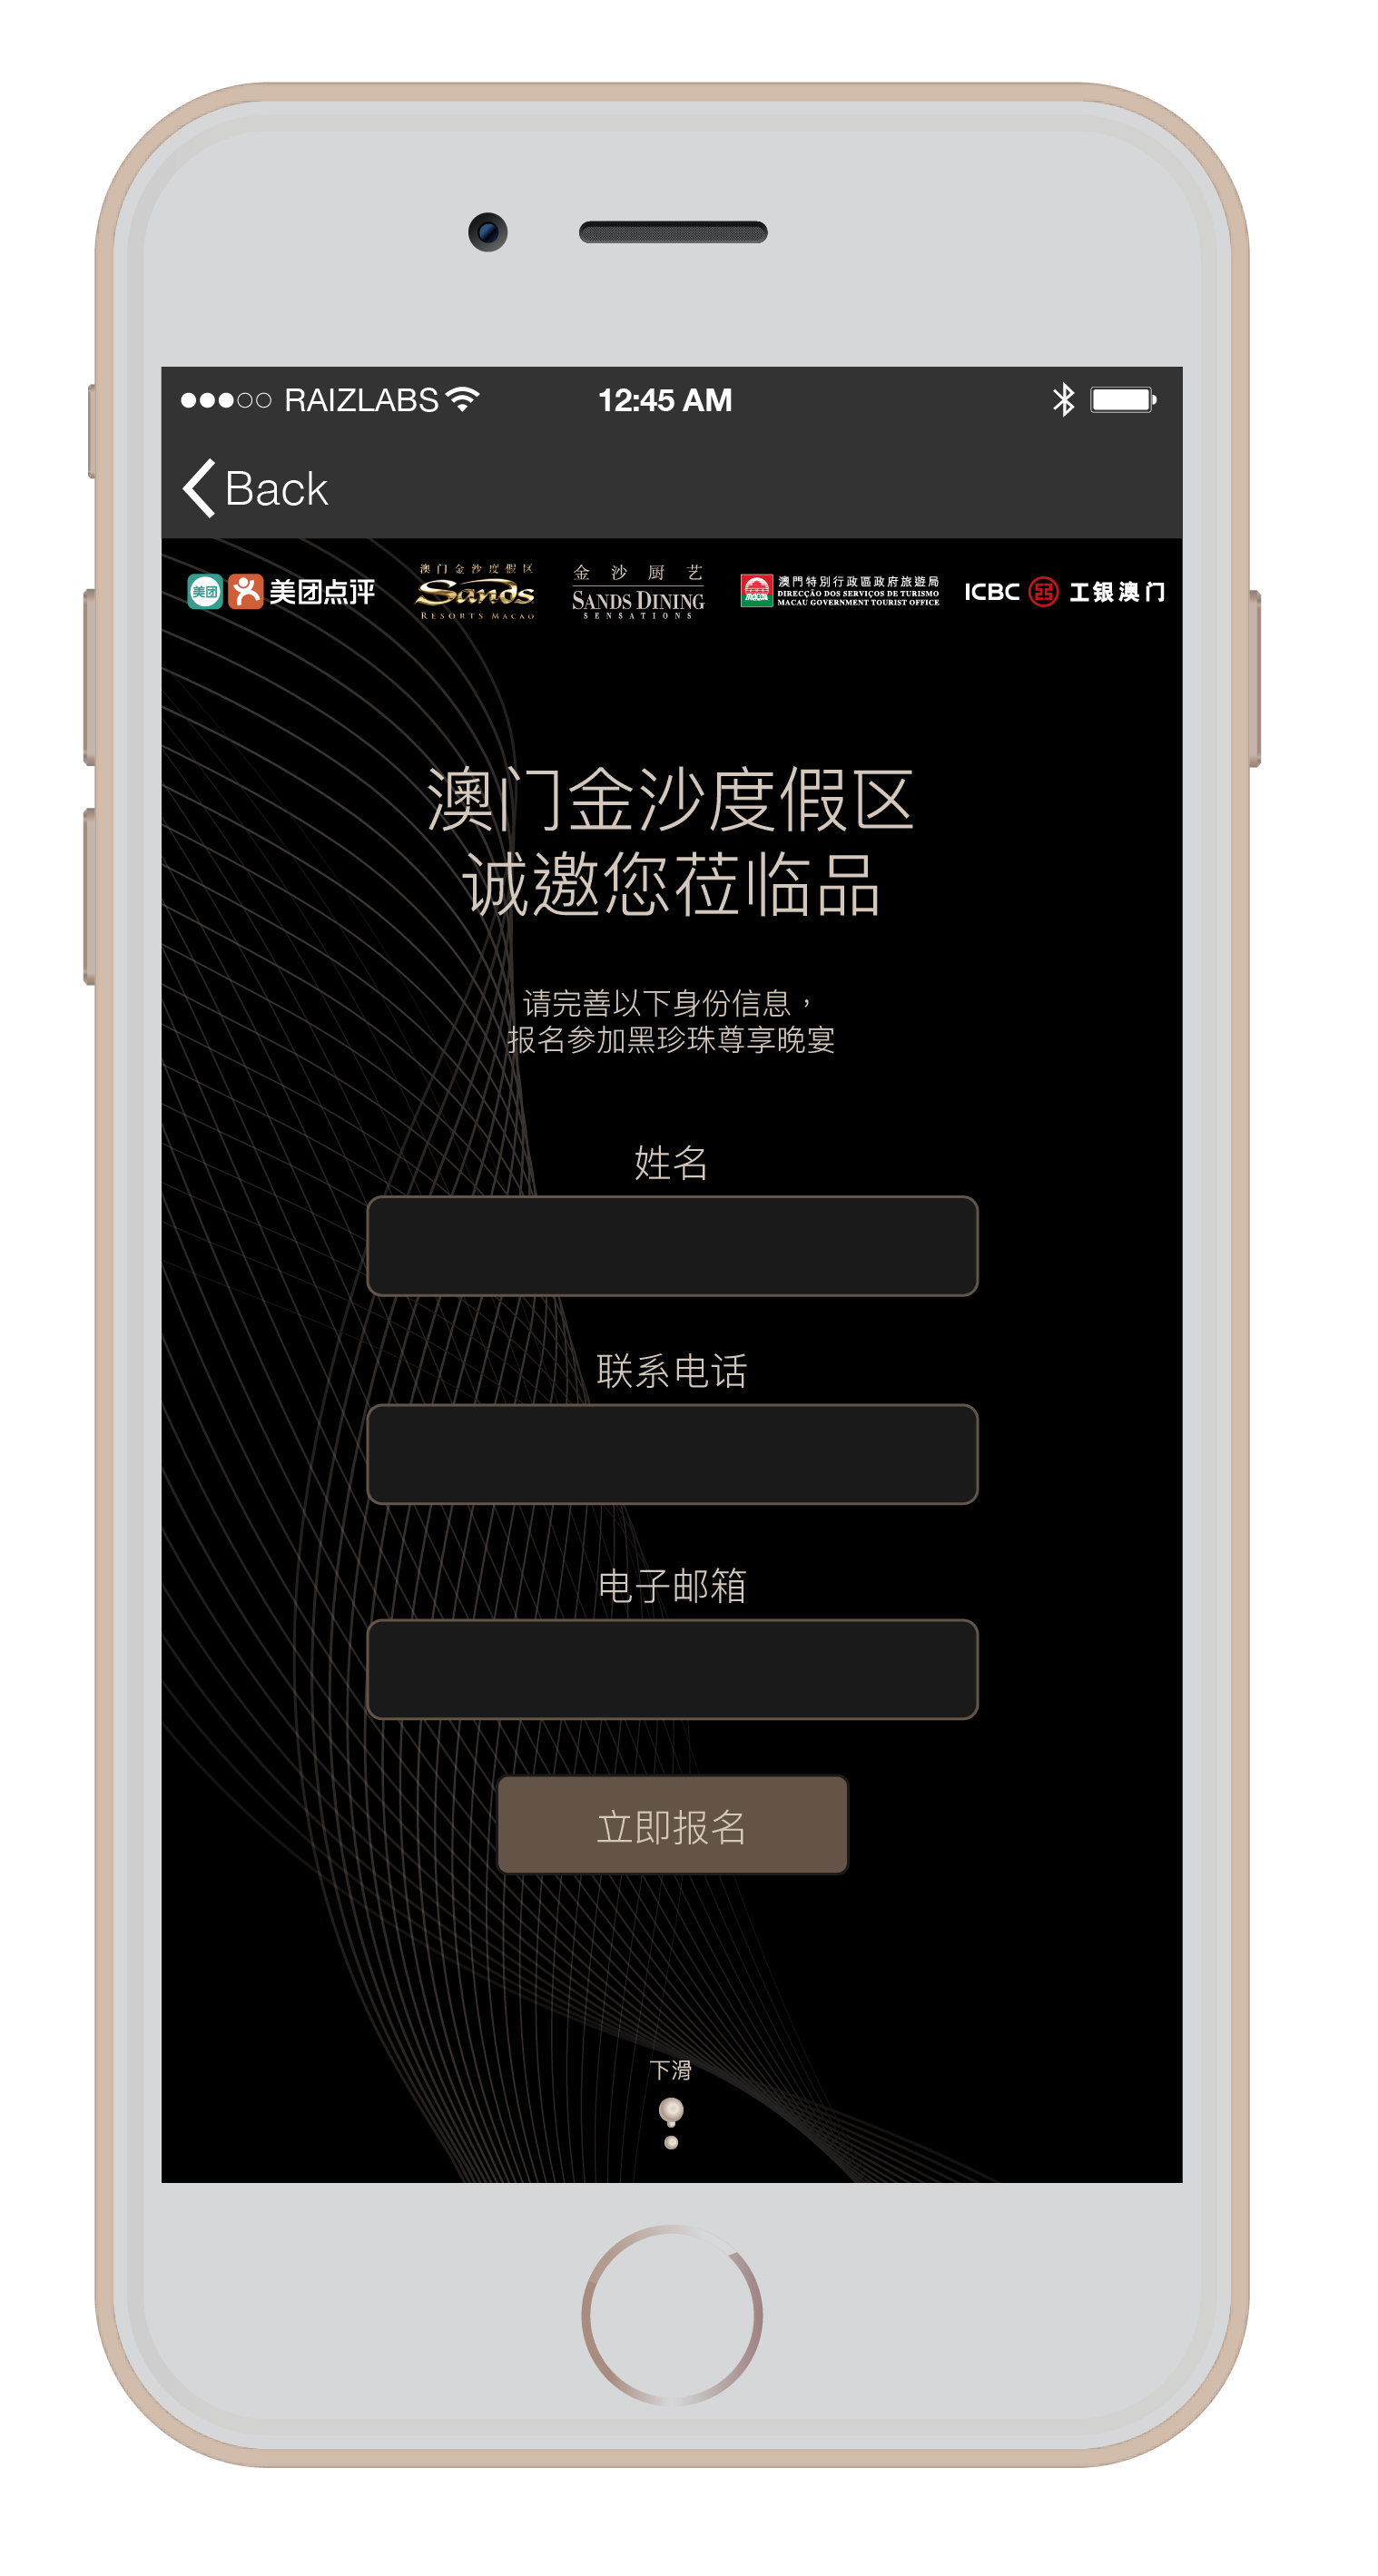 RAIZLABS 12:45 AM
Back
美团 美团点评
澳门金沙度假区
Sands
RESORTS MACAO
金沙厨艺
SANDS DINING
SENSATIONS
澳門特別行政區政府旅遊局
DIRECÇÃO DOS SERVIÇOS DE TURISMO
MACAU GOVERNMENT TOURIST OFFICE
ICBC 工银澳门
澳门金沙度假区
诚邀您莅临品
请完善以下身份信息，
报名参加黑珍珠尊享晚宴
姓名
联系电话
电子邮箱
立即报名
下滑